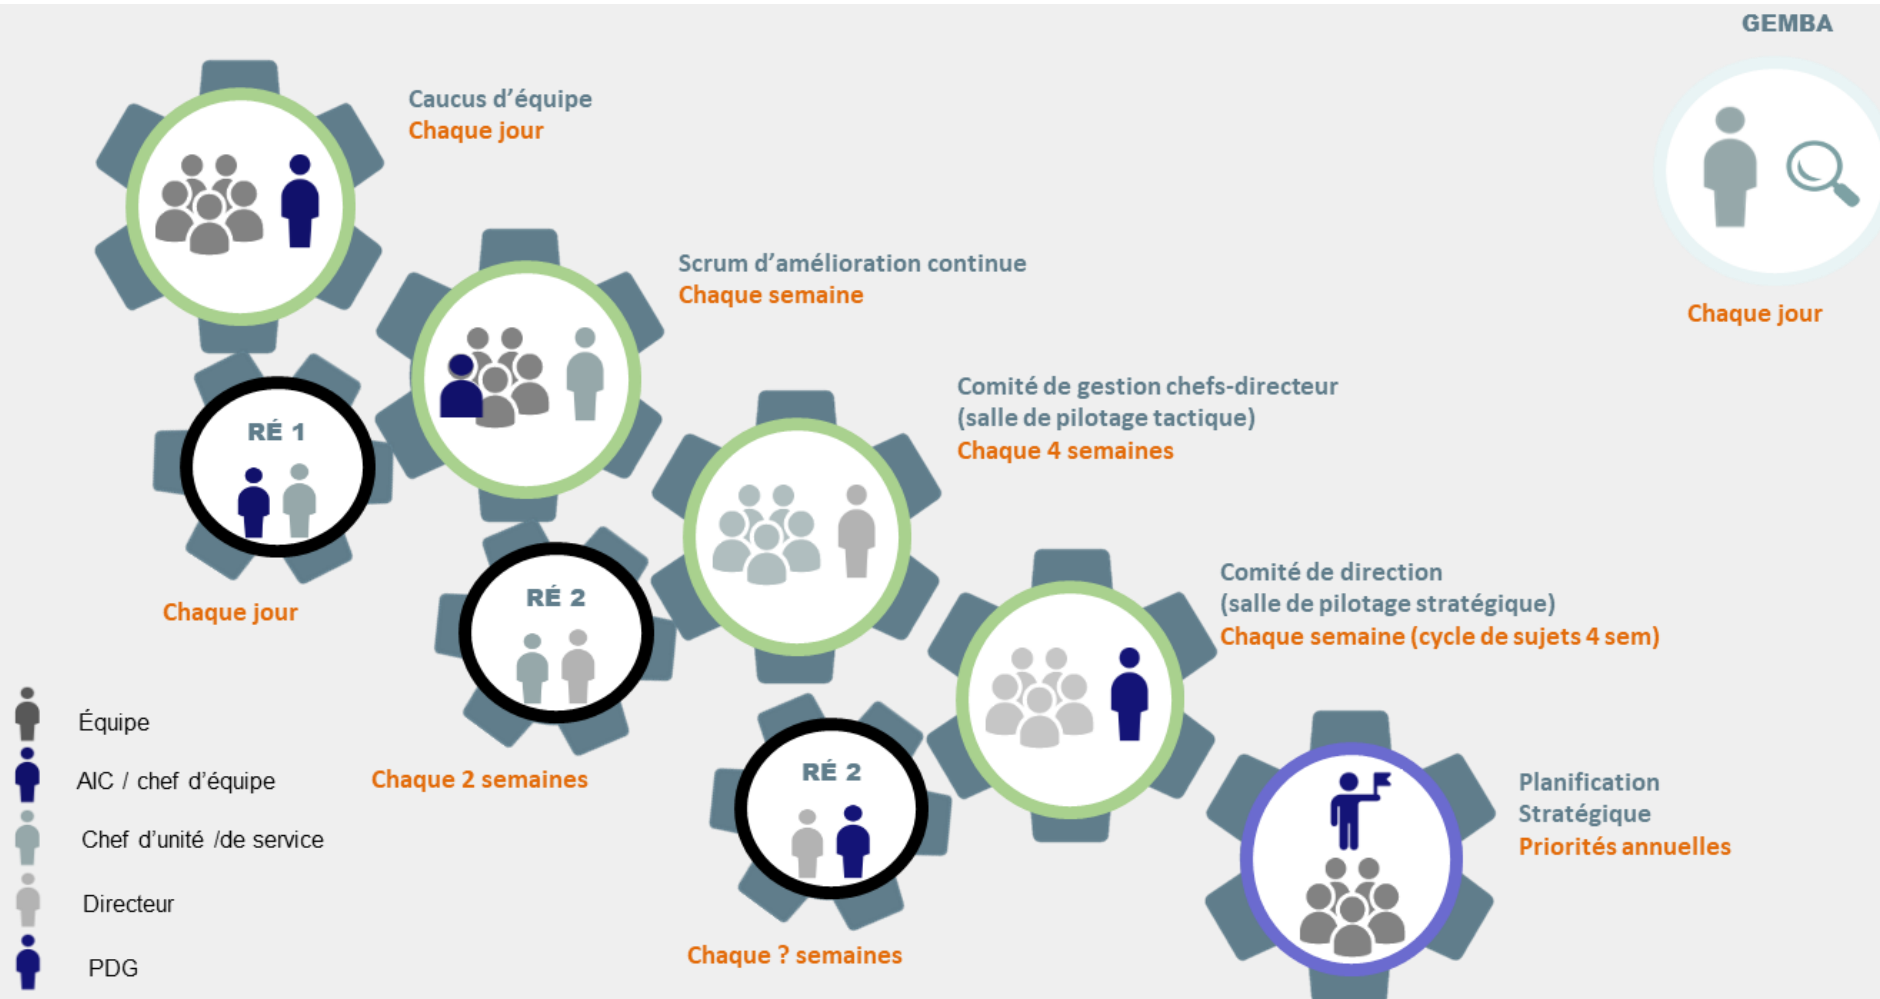 GEMBA
Chaque jour
Caucus d'équipe
Chaque jour
Scrum d'amélioration continue
Chaque semaine
Comité de gestion chefs-directeur
(salle de pilotage tactique)
Chaque 4 semaines
RÉ 1
Chaque jour
RÉ 2
Chaque 2 semaines
Comité de direction
(salle de pilotage stratégique)
Chaque semaine (cycle de sujets 4 sem)
RÉ 2
Chaque ? semaines
Planification
Stratégique
Priorités annuelles
Équipe
AIC / chef d'équipe
Chef d'unité /de service
Directeur
PDG